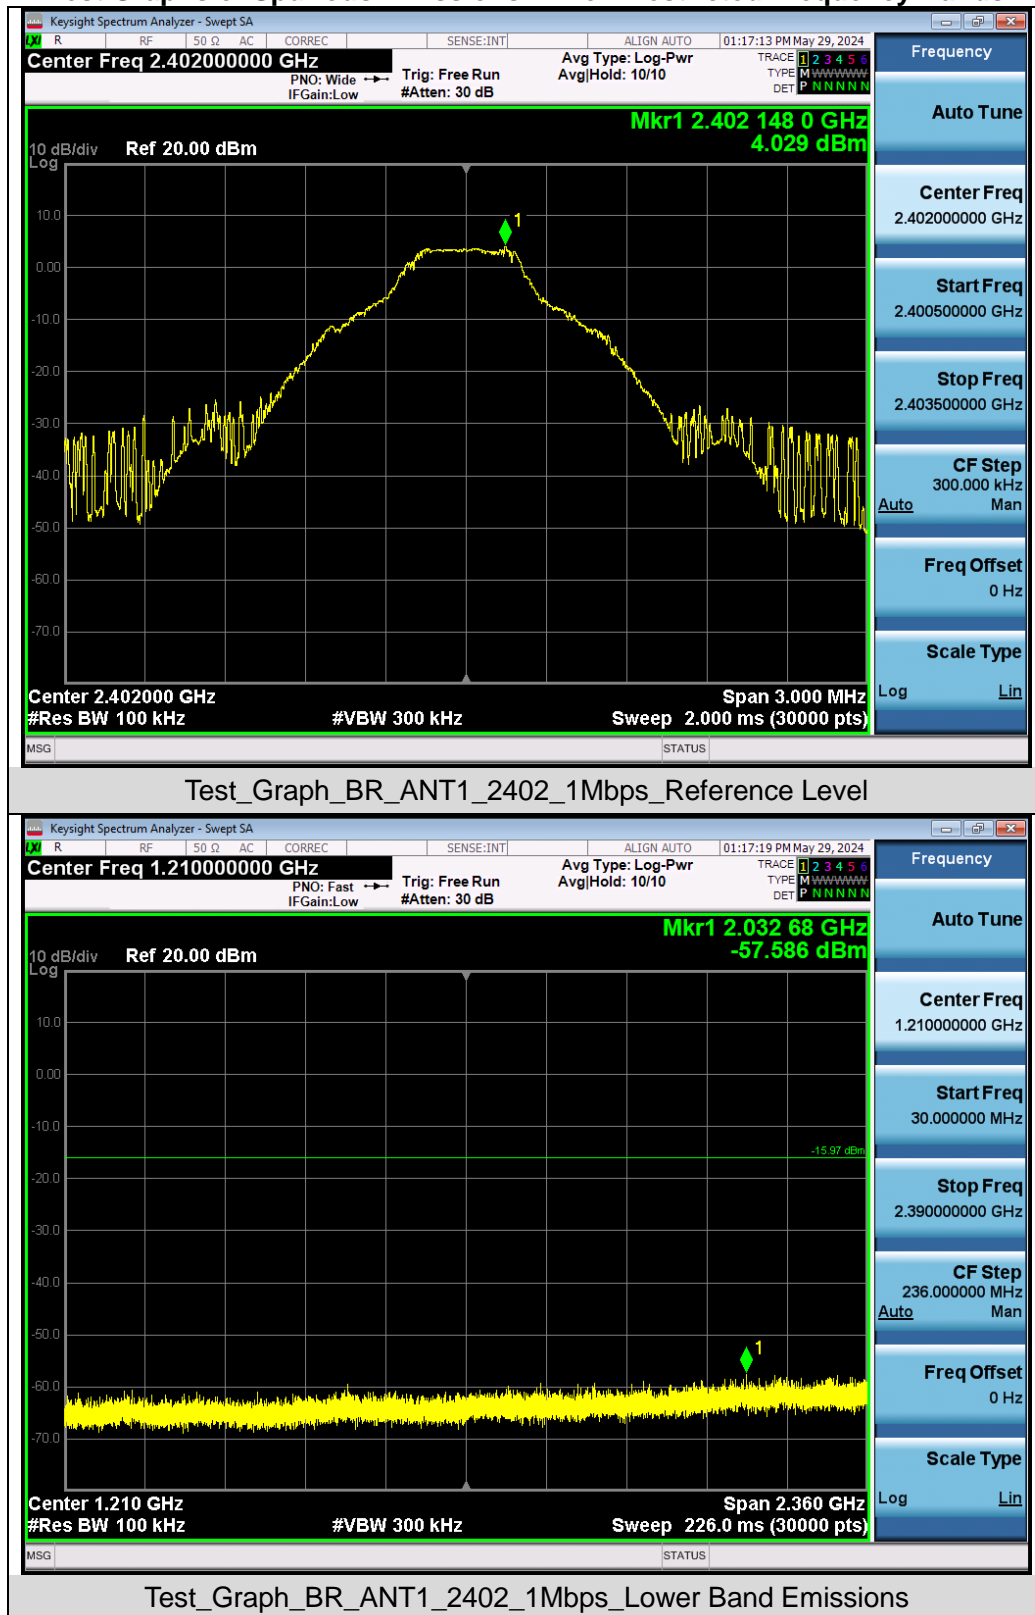 Keysight Spectrum Analyzer - Swept SA
LXI R RF 50 Ω AC CORREC SENSE:INT ALIGN AUTO 01:17:13 PM May 29, 2024
Center Freq 2.402000000 GHz
PNO: Wide
IFGain:Low
Trig: Free Run
#Atten: 30 dB
Avg Type: Log-Pwr
Avg|Hold: 10/10
TRACE 1 2 3 4 5 6
TYPE M W W W W W
DET P N N N N N
Mkr1 2.402 148 0 GHz
4.029 dBm
10 dB/div Ref 20.00 dBm
Log
10.0
0.00
-10.0
-20.0
-30.0
-40.0
-50.0
-60.0
-70.0
1
Center 2.402000 GHz Span 3.000 MHz
#Res BW 100 kHz #VBW 300 kHz Sweep 2.000 ms (30000 pts)
MSG STATUS
Frequency
Auto Tune
Center Freq
2.402000000 GHz
Start Freq
2.400500000 GHz
Stop Freq
2.403500000 GHz
CF Step
300.000 kHz
Auto Man
Freq Offset
0 Hz
Scale Type
Log Lin
Test_Graph_BR_ANT1_2402_1Mbps_Reference Level
Keysight Spectrum Analyzer - Swept SA
LXI R RF 50 Ω AC CORREC SENSE:INT ALIGN AUTO 01:17:19 PM May 29, 2024
Center Freq 1.210000000 GHz
PNO: Fast
IFGain:Low
Trig: Free Run
#Atten: 30 dB
Avg Type: Log-Pwr
Avg|Hold: 10/10
TRACE 1 2 3 4 5 6
TYPE M W W W W W
DET P N N N N N
Mkr1 2.032 68 GHz
-57.586 dBm
10 dB/div Ref 20.00 dBm
Log
10.0
0.00
-10.0
-20.0
-30.0
-40.0
-50.0
-60.0
-70.0
-15.97 dBm
1
Center 1.210 GHz Span 2.360 GHz
#Res BW 100 kHz #VBW 300 kHz Sweep 226.0 ms (30000 pts)
MSG STATUS
Frequency
Auto Tune
Center Freq
1.210000000 GHz
Start Freq
30.000000 MHz
Stop Freq
2.390000000 GHz
CF Step
236.000000 MHz
Auto Man
Freq Offset
0 Hz
Scale Type
Log Lin
Test_Graph_BR_ANT1_2402_1Mbps_Lower Band Emissions